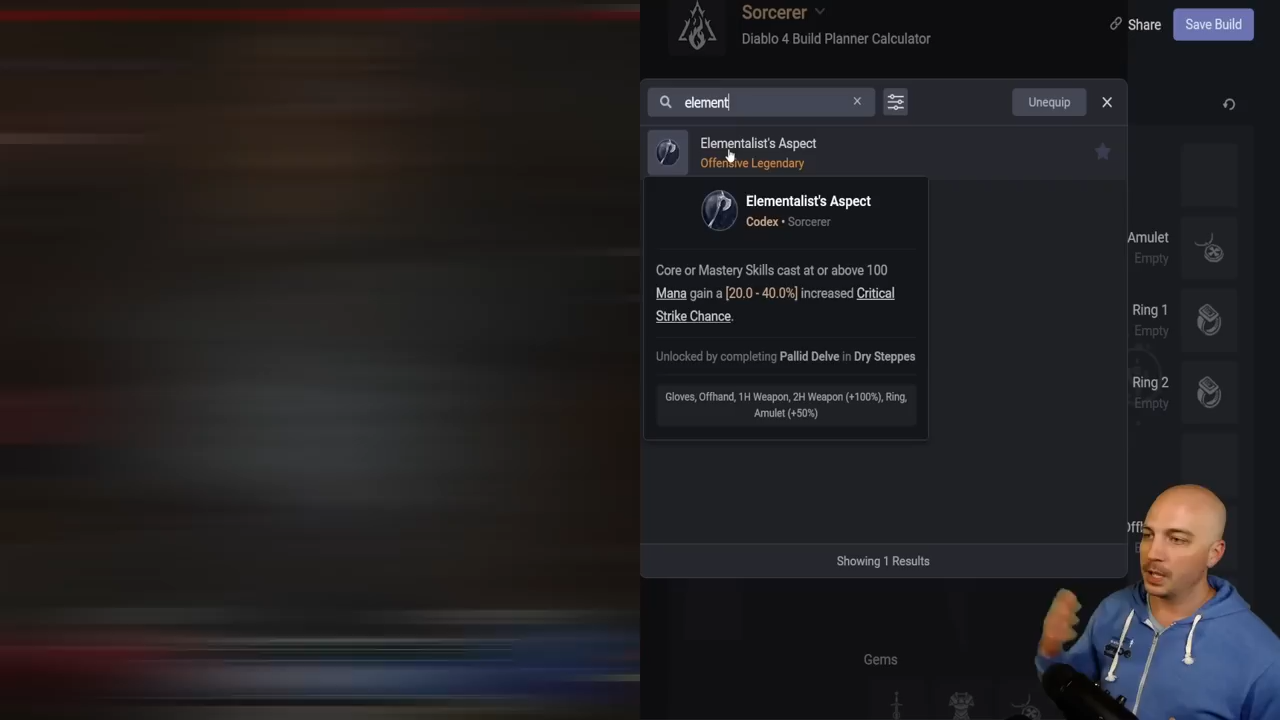 Sorcerer
Diablo 4 Build Planner Calculator
Share
Save Build
element
Unequip
Elementalist's Aspect
Offensive Legendary
Elementalist's Aspect
Codex • Sorcerer
Core or Mastery Skills cast at or above 100
Mana gain a [20.0 - 40.0%] increased Critical
Strike Chance.
Unlocked by completing Pallid Delve in Dry Steppes
Gloves, Offhand, 1H Weapon, 2H Weapon (+100%), Ring,
Amulet (+50%)
Amulet
Empty
Ring 1
Empty
Ring 2
Empty
Showing 1 Results
Gems